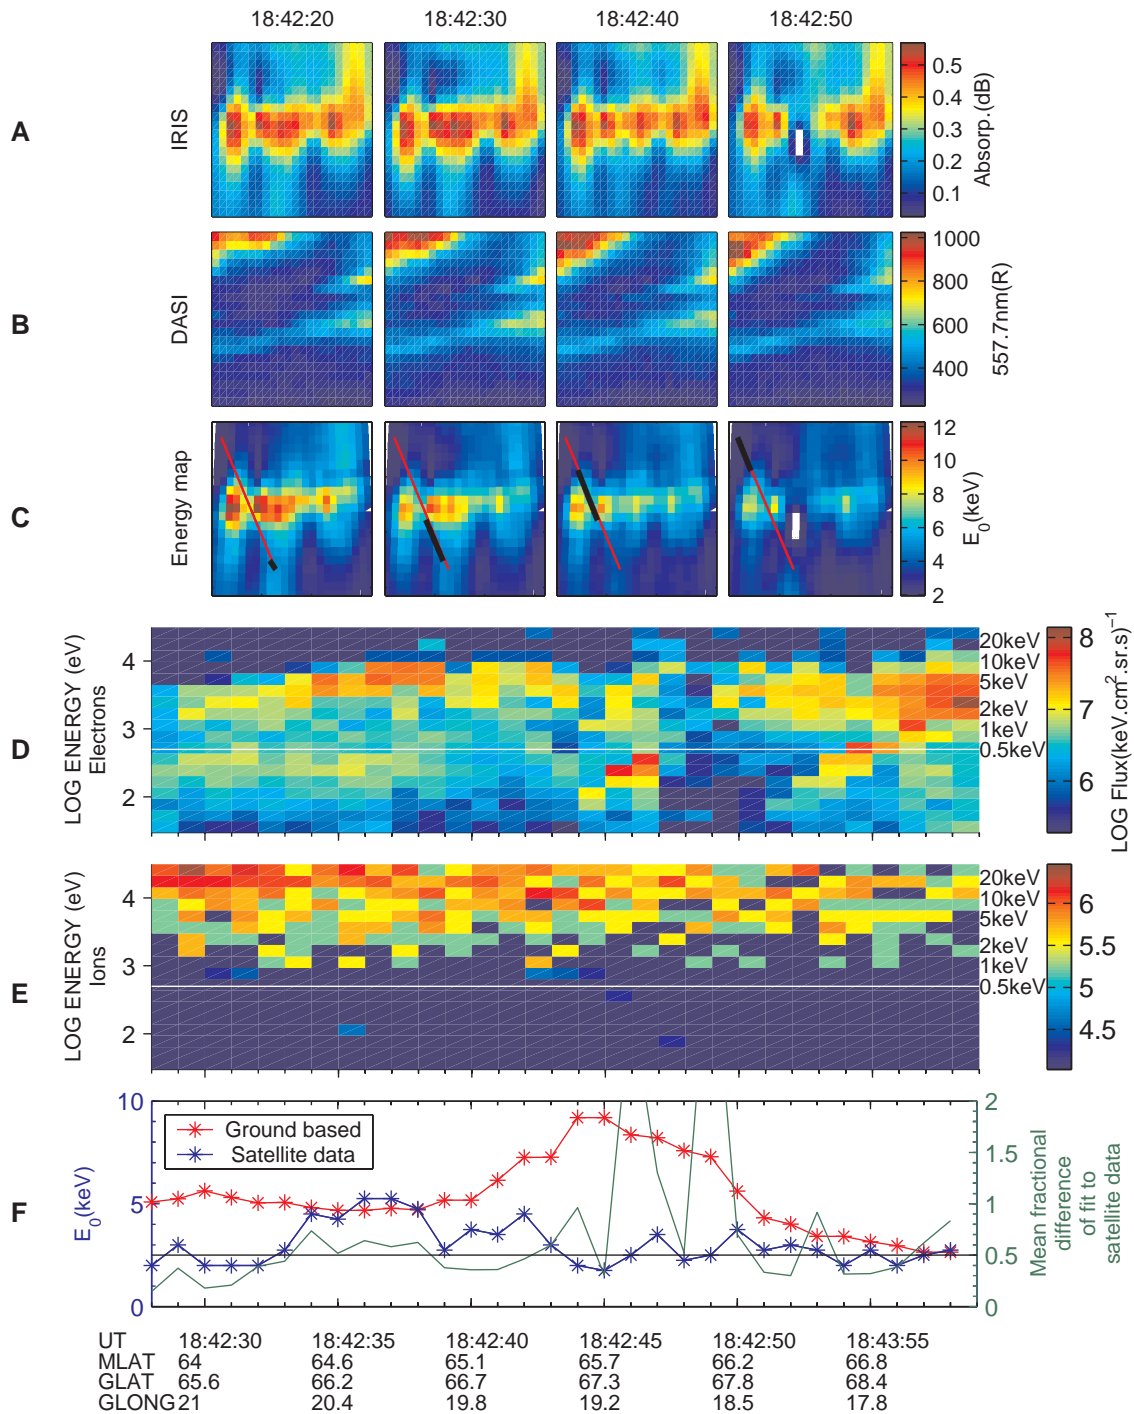 18:42:20 18:42:30 18:42:40 18:42:50
A
IRIS
0.5
0.4
0.3
0.2
0.1
Absorp.(dB)
B
DASI
1000
800
600
400
557.7nm(R)
C
Energy map
12
10
8
6
4
2
E0(keV)
D
LOG ENERGY (eV)
Electrons
4
3
2
20keV
10keV
5keV
2keV
1keV
0.5keV
8
7
6
LOG Flux(keV.cm2.sr.s)−1
E
LOG ENERGY (eV)
Ions
4
3
2
20keV
10keV
5keV
2keV
1keV
0.5keV
6
5.5
5
4.5
F
E0(keV)
10
5
0
Ground based
Satellite data
2
1.5
1
0.5
0
Mean fractional
difference
of fit to
satellite data
UT 18:42:30 18:42:35 18:42:40 18:42:45 18:42:50 18:43:55
MLAT 64 64.6 65.1 65.7 66.2 66.8
GLAT 65.6 66.2 66.7 67.3 67.8 68.4
GLONG 21 20.4 19.8 19.2 18.5 17.8